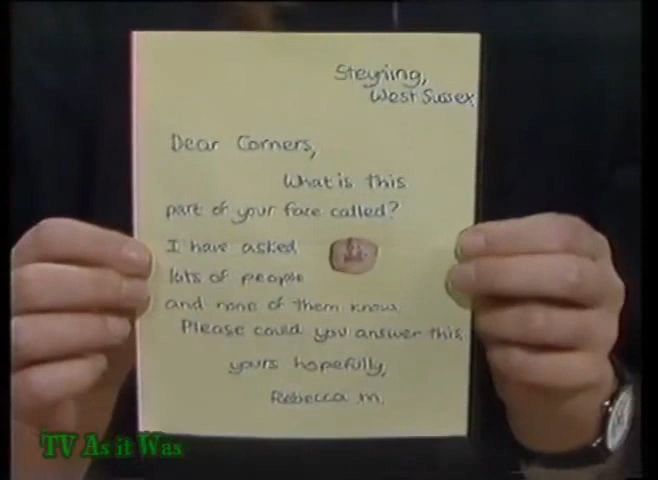 Steyning,
West Sussex
Dear Corners,
What is this
part of your face called?
I have asked
lots of people
and none of them know.
Please could you answer this,
yours hopefully,
Rebecca M.
TV As it Was